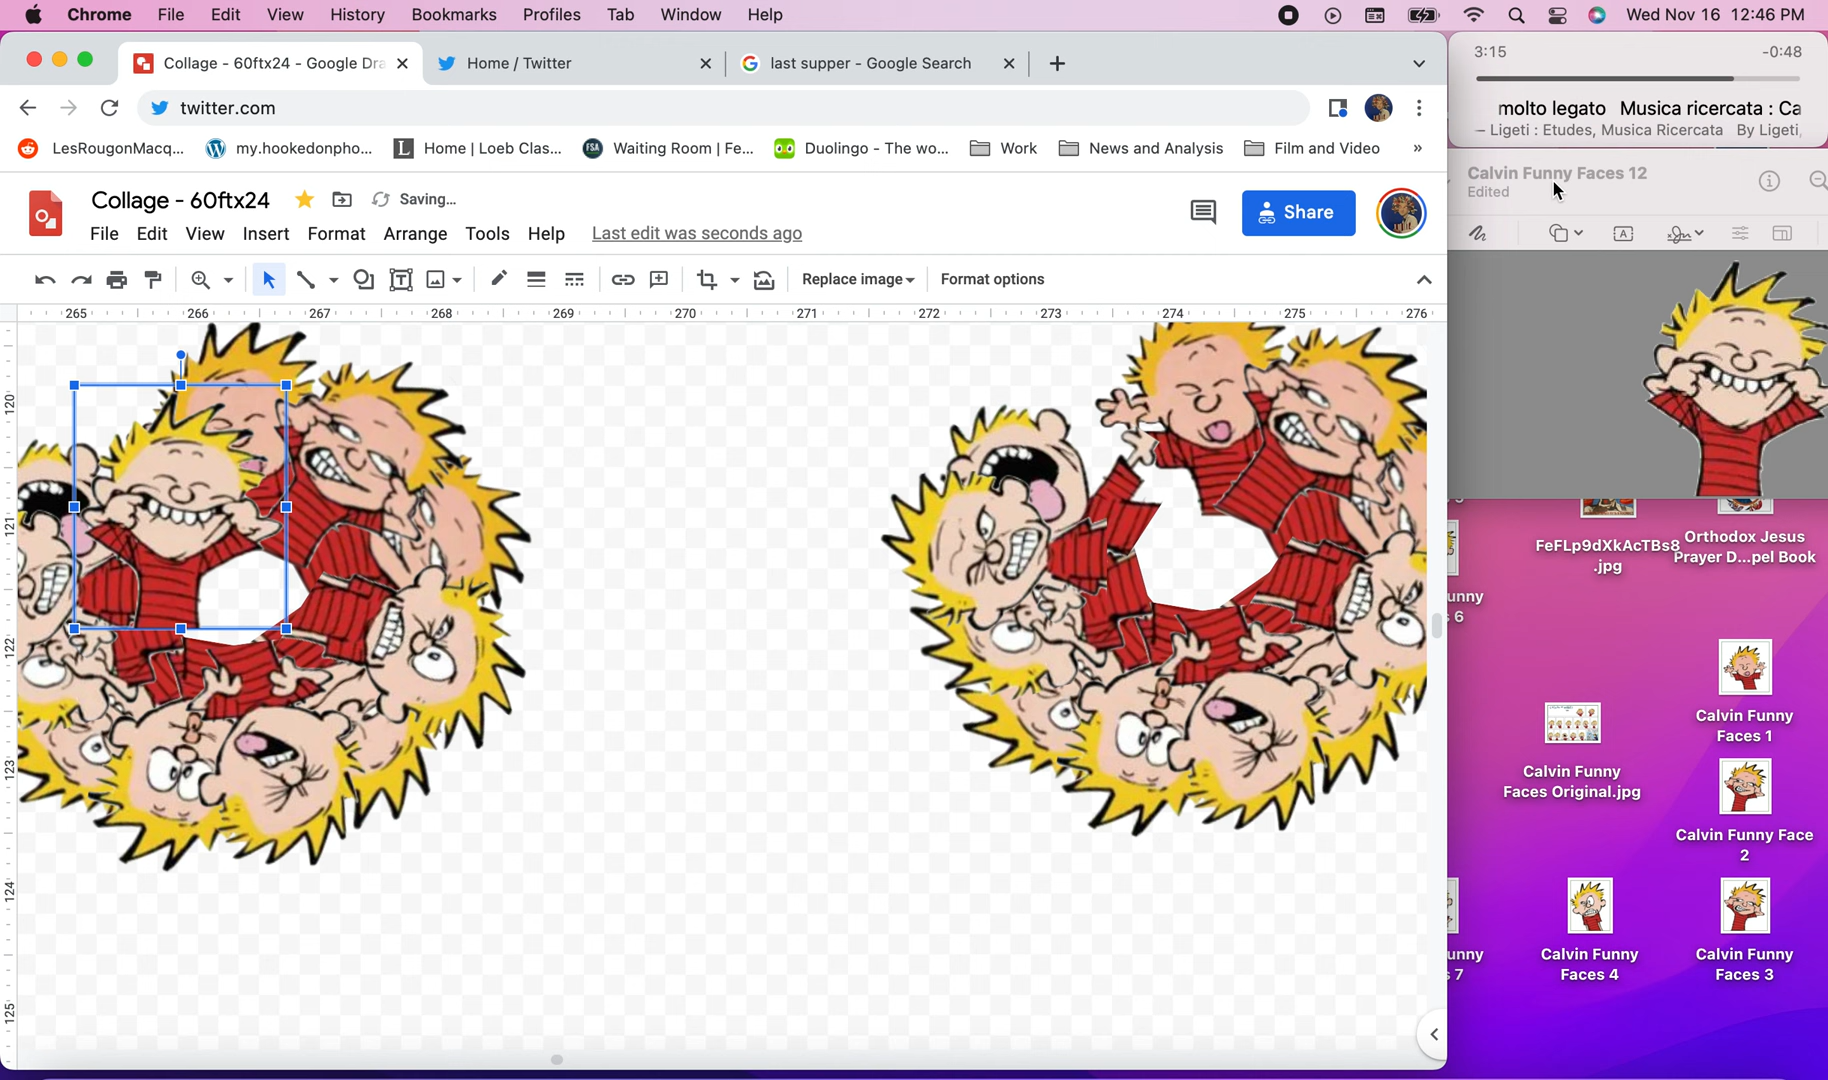 Chrome File Edit View History Bookmarks Profiles Tab Window Help Wed Nov 16 12:46 PM
Collage - 60ftx24 - Google Dra Home / Twitter last supper - Google Search
twitter.com
LesRougonMacq... my.hookedonpho... Home | Loeb Clas... FSA Waiting Room | Fe... Duolingo - The wo... Work News and Analysis Film and Video »
Collage - 60ftx24 Saving...
Share
File Edit View Insert Format Arrange Tools Help Last edit was seconds ago
Replace image Format options
265 266 267 268 269 270 271 272 273 274 275 276
120
121
122
123
124
125
3:15 -0:48
molto legato Musica ricercata : Ca
– Ligeti : Etudes, Musica Ricercata By Ligeti,
Calvin Funny Faces 12
Edited
FeFLp9dXkAcTBs8
.jpg
Orthodox Jesus
Prayer D...pel Book
unny
6
Calvin Funny
Faces 1
Calvin Funny
Faces Original.jpg
Calvin Funny Face
2
unny
7
Calvin Funny
Faces 4
Calvin Funny
Faces 3